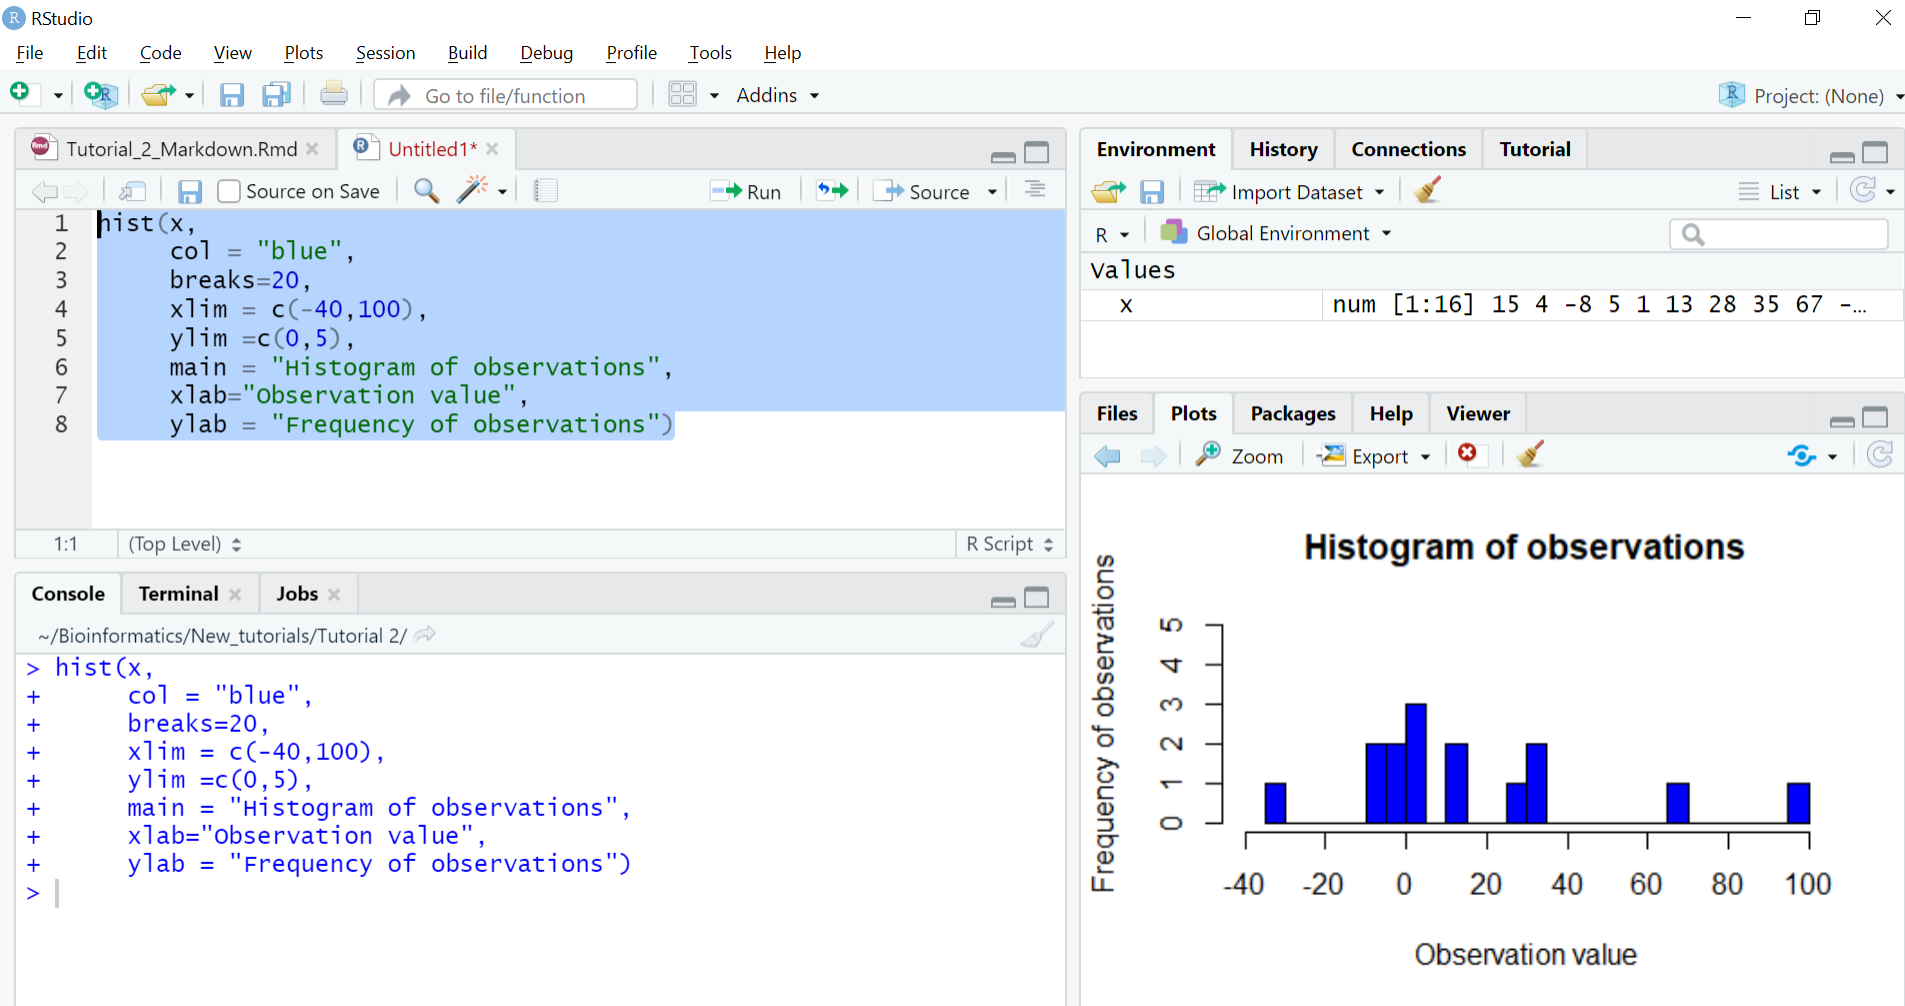 RStudio
File Edit Code View Plots Session Build Debug Profile Tools Help
Go to file/function Addins Project: (None)
Tutorial_2_Markdown.Rmd Untitled1*
Source on Save Run Source
1 hist(x,
2 col = "blue",
3 breaks=20,
4 xlim = c(-40,100),
5 ylim =c(0,5),
6 main = "Histogram of observations",
7 xlab="Observation value",
8 ylab = "Frequency of observations")
1:1 (Top Level) R Script
Console Terminal Jobs
~/Bioinformatics/New_tutorials/Tutorial 2/
> hist(x,
+ col = "blue",
+ breaks=20,
+ xlim = c(-40,100),
+ ylim =c(0,5),
+ main = "Histogram of observations",
+ xlab="Observation value",
+ ylab = "Frequency of observations")
>
Environment History Connections Tutorial
Import Dataset List
R Global Environment
Values
x num [1:16] 15 4 -8 5 1 13 28 35 67 -...
Files Plots Packages Help Viewer
Zoom Export
Histogram of observations
Frequency of observations
5
4
3
2
1
0
-40 -20 0 20 40 60 80 100
Observation value